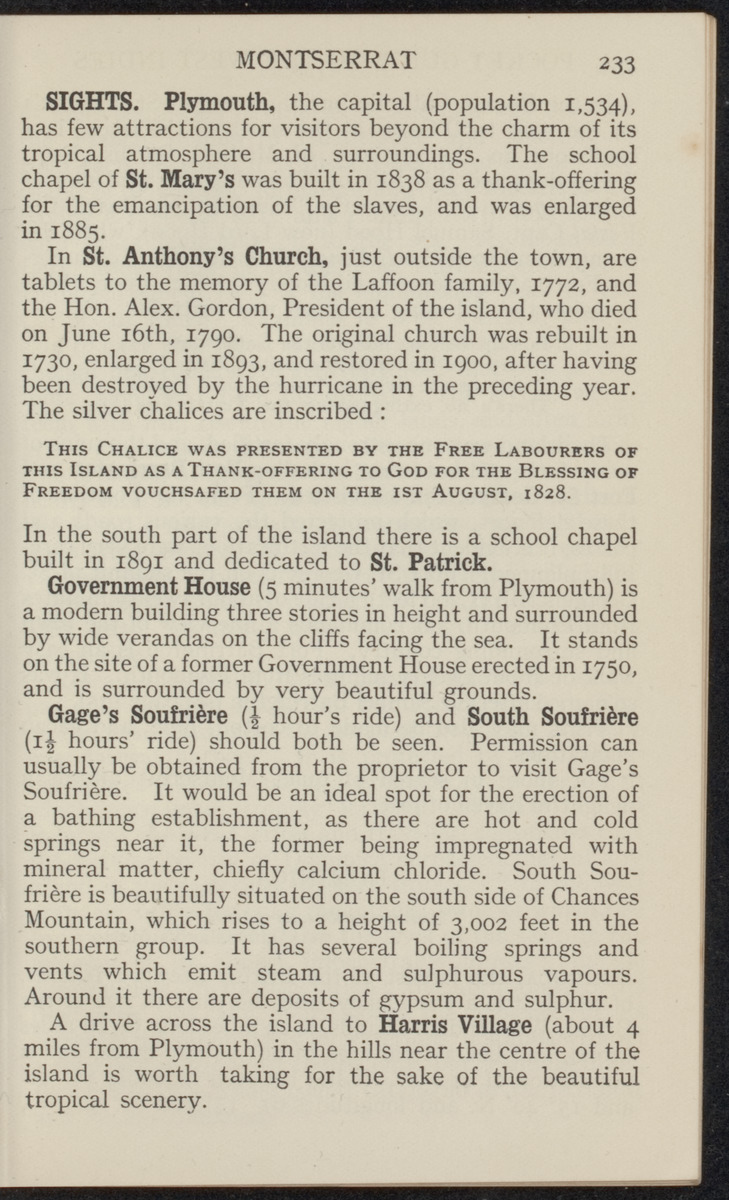 MONTSERRAT 233
SIGHTS. Plymouth, the capital (population 1,534),
has few attractions for visitors beyond the charm of its
tropical atmosphere and surroundings. The school
chapel of St. Mary's was built in 1838 as a thank-offering
for the emancipation of the slaves, and was enlarged
in 1885.
In St. Anthony's Church, just outside the town, are
tablets to the memory of the Laffoon family, 1772, and
the Hon. Alex. Gordon, President of the island, who died
on June 16th, 1790. The original church was rebuilt in
1730, enlarged in 1893, and restored in 1900, after having
been destroyed by the hurricane in the preceding year.
The silver chalices are inscribed :
THIS CHALICE WAS PRESENTED BY THE FREE LABOURERS OF
THIS ISLAND AS A THANK-OFFERING TO GOD FOR THE BLESSING OF
FREEDOM VOUCHSAFED THEM ON THE 1ST AUGUST, 1828.
In the south part of the island there is a school chapel
built in 1891 and dedicated to St. Patrick.
Government House (5 minutes' walk from Plymouth) is
a modern building three stories in height and surrounded
by wide verandas on the cliffs facing the sea. It stands
on the site of a former Government House erected in 1750,
and is surrounded by very beautiful grounds.
Gage's Soufrière (½ hour's ride) and South Soufrière
(1½ hours' ride) should both be seen. Permission can
usually be obtained from the proprietor to visit Gage's
Soufrière. It would be an ideal spot for the erection of
a bathing establishment, as there are hot and cold
springs near it, the former being impregnated with
mineral matter, chiefly calcium chloride. South Sou-
frière is beautifully situated on the south side of Chances
Mountain, which rises to a height of 3,002 feet in the
southern group. It has several boiling springs and
vents which emit steam and sulphurous vapours.
Around it there are deposits of gypsum and sulphur.
A drive across the island to Harris Village (about 4
miles from Plymouth) in the hills near the centre of the
island is worth taking for the sake of the beautiful
tropical scenery.